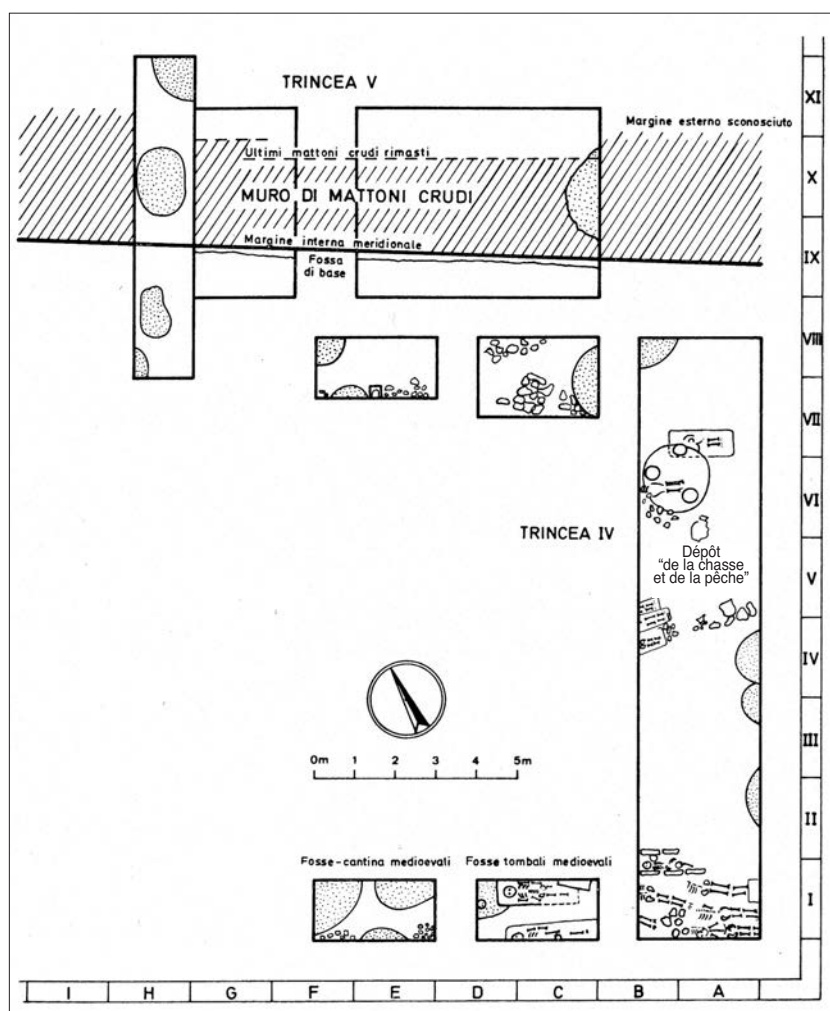 TRINCEA V
Margine esterno sconosciuto
Ultimi mattoni crudi rimasti
MURO DI MATTONI CRUDI
Margine interna meridionale
Fossa
di base
TRINCEA IV
Dépôt
“de la chasse
et de la pêche”
0m 1 2 3 4 5m
Fosse-cantina medioevali
Fosse tombali medioevali
XI
X
IX
VIII
VII
VI
V
IV
III
II
I
I H G F E D C B A